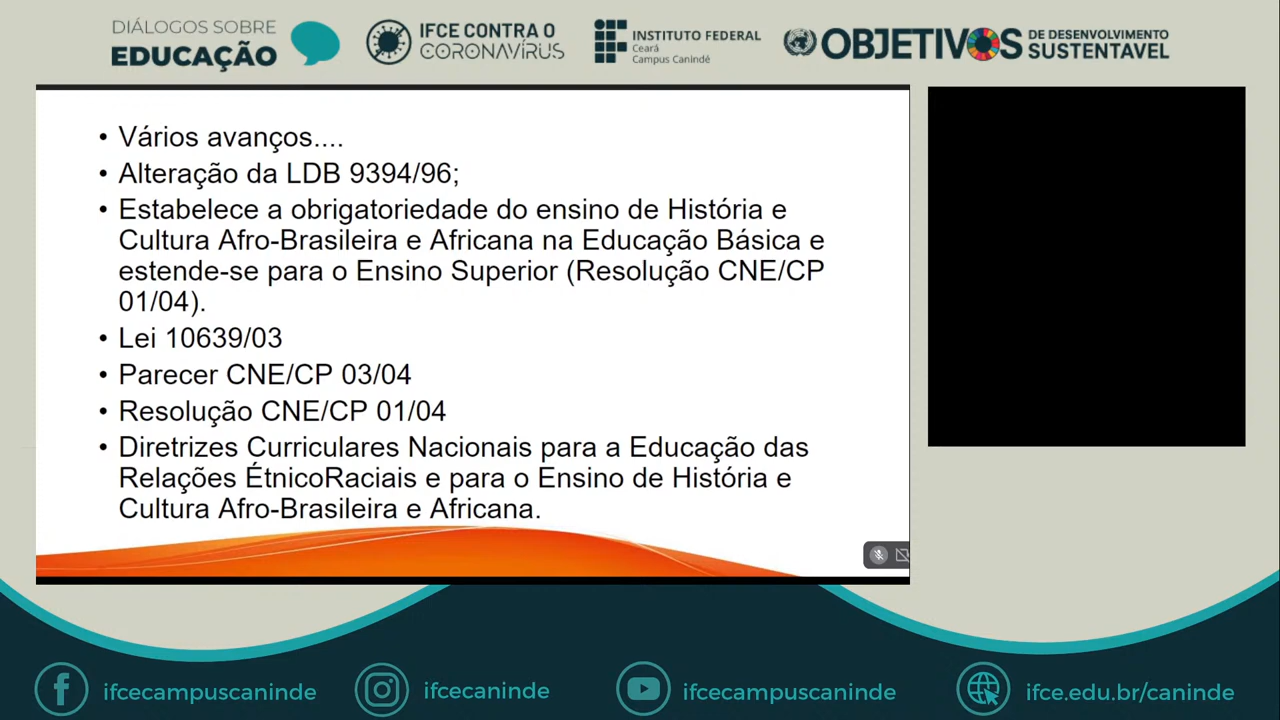 DIÁLOGOS SOBRE
EDUCAÇÃO
IFCE CONTRA O
CORONAVÍRUS
INSTITUTO FEDERAL
Ceará
Campus Canindé
OBJETIVOS
DE DESENVOLVIMENTO
SUSTENTAVEL
• Vários avanços....
• Alteração da LDB 9394/96;
• Estabelece a obrigatoriedade do ensino de História e
Cultura Afro-Brasileira e Africana na Educação Básica e
estende-se para o Ensino Superior (Resolução CNE/CP
01/04).
• Lei 10639/03
• Parecer CNE/CP 03/04
• Resolução CNE/CP 01/04
• Diretrizes Curriculares Nacionais para a Educação das
Relações ÉtnicoRaciais e para o Ensino de História e
Cultura Afro-Brasileira e Africana.
ifcecampuscaninde
ifcecaninde
ifcecampuscaninde
ifce.edu.br/caninde